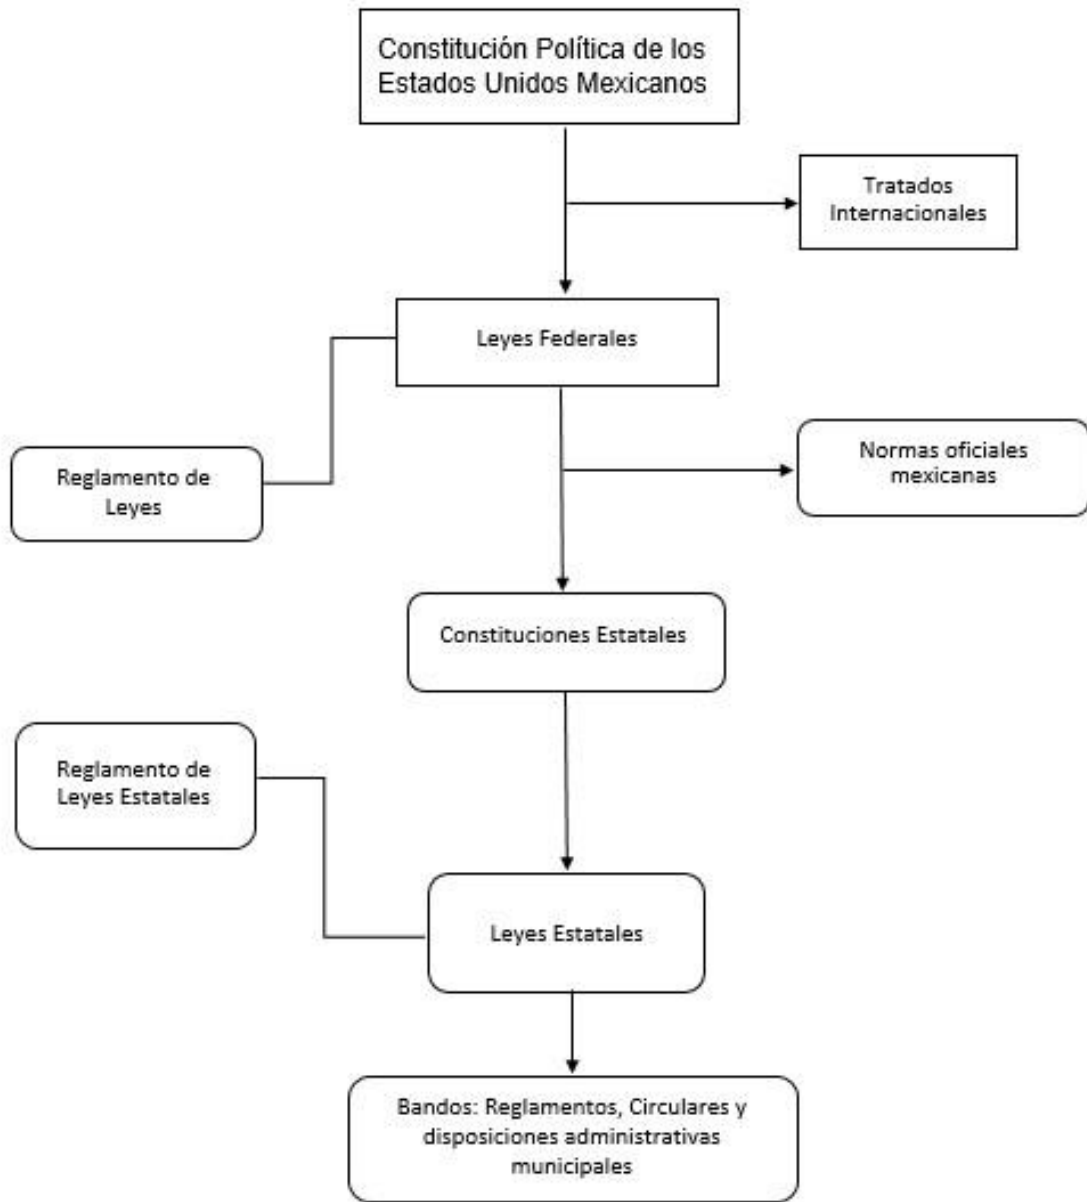 Constitución Política de los
Estados Unidos Mexicanos
Tratados
Internacionales
Leyes Federales
Reglamento de
Leyes
Normas oficiales
mexicanas
Constituciones Estatales
Reglamento de
Leyes Estatales
Leyes Estatales
Bandos: Reglamentos, Circulares y
disposiciones administrativas
municipales